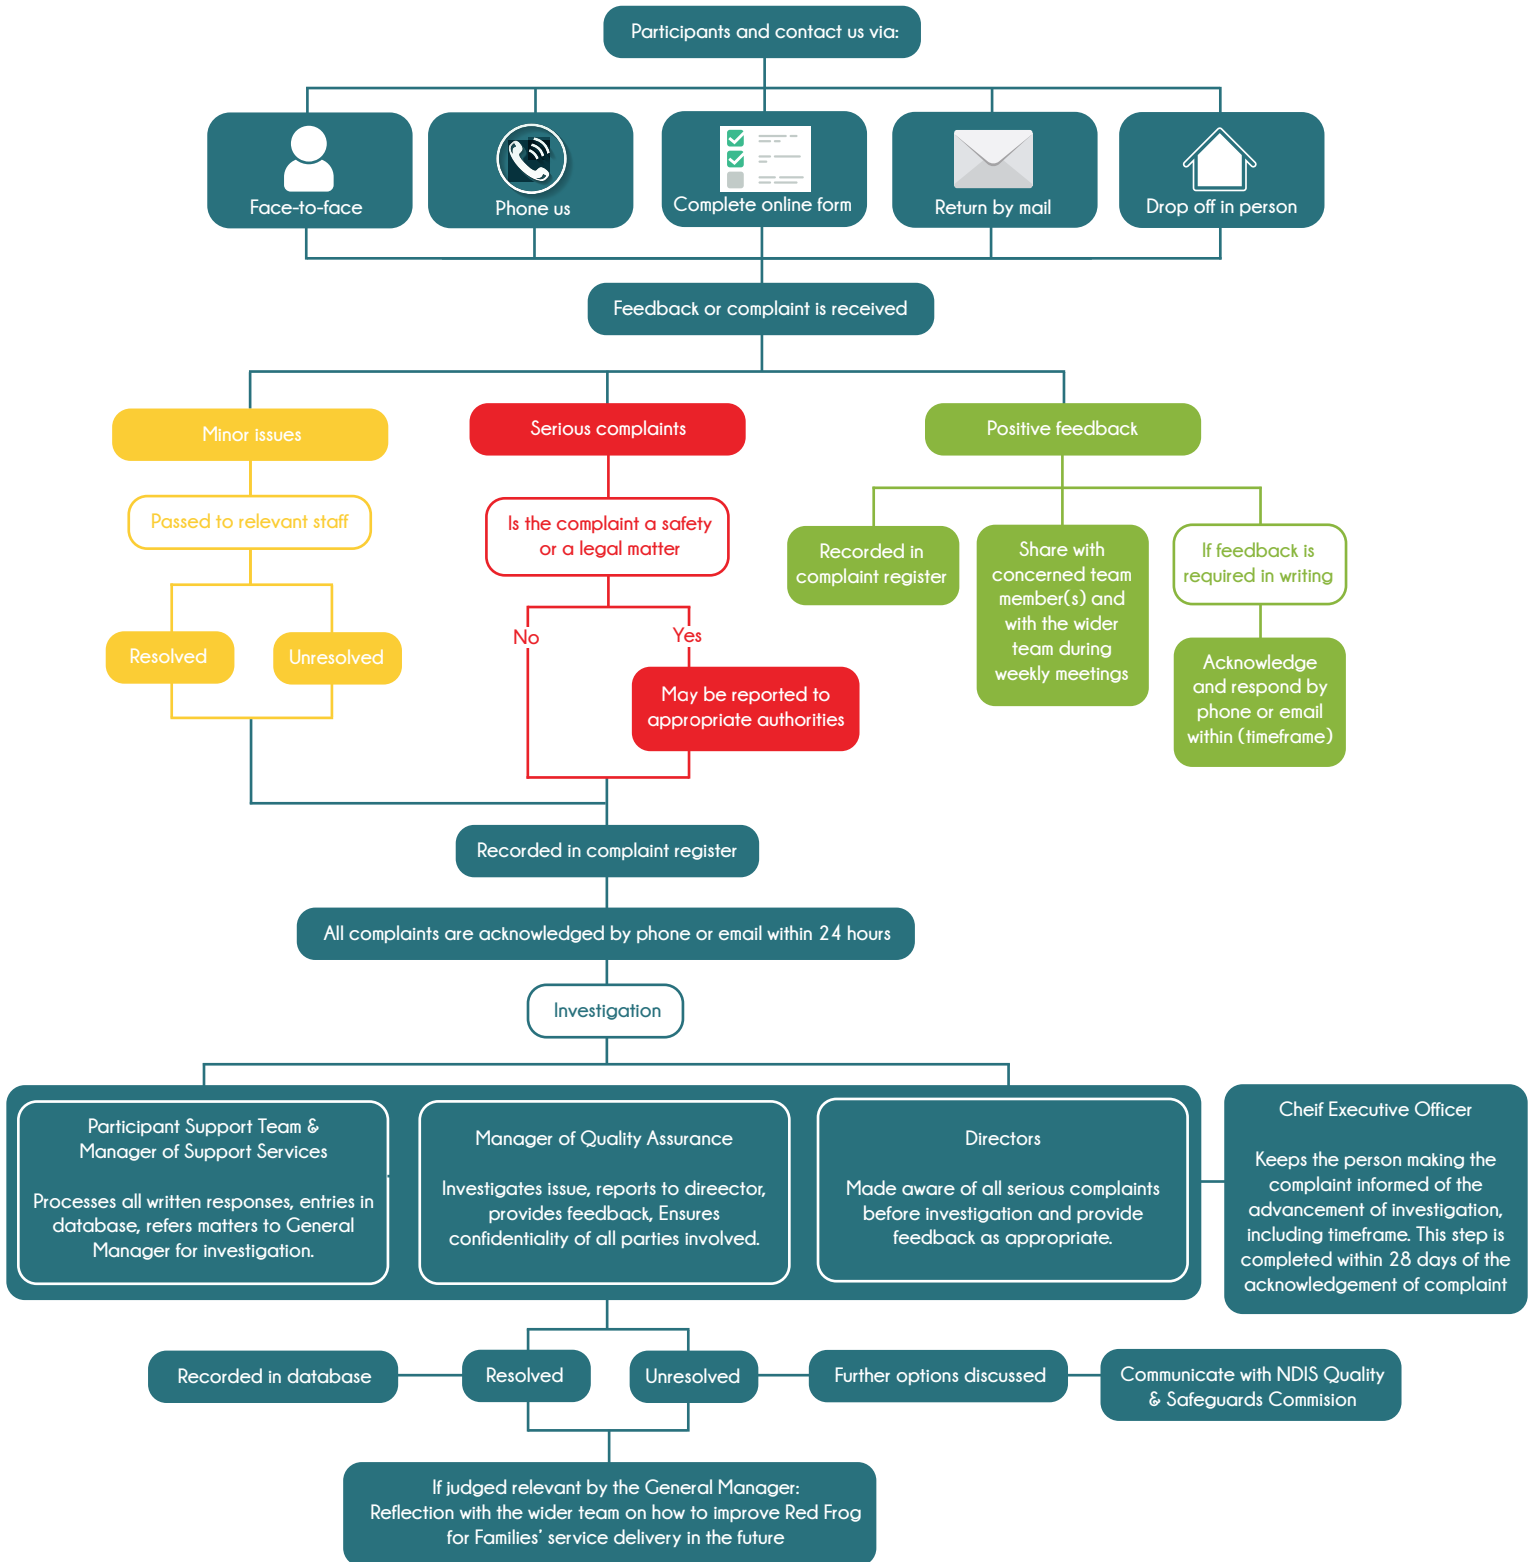 Participants and contact us via:
Face-to-face
Phone us
Complete online form
Return by mail
Drop off in person
Feedback or complaint is received
Minor issues
Serious complaints
Positive feedback
Passed to relevant staff
Is the complaint a safety
or a legal matter
Recorded in
complaint register
Share with
concerned team
member(s) and
with the wider
team during
weekly meetings
If feedback is
required in writing
Resolved
Unresolved
No
Yes
May be reported to
appropriate authorities
Acknowledge
and respond by
phone or email
within (timeframe)
Recorded in complaint register
All complaints are acknowledged by phone or email within 24 hours
Investigation
Participant Support Team &
Manager of Support Services
Processes all written responses, entries in
database, refers matters to General
Manager for investigation.
Manager of Quality Assurance
Investigates issue, reports to direector,
provides feedback, Ensures
confidentiality of all parties involved.
Directors
Made aware of all serious complaints
before investigation and provide
feedback as appropriate.
Cheif Executive Officer
Keeps the person making the
complaint informed of the
advancement of investigation,
including timeframe. This step is
completed within 28 days of the
acknowledgement of complaint
Recorded in database
Resolved
Unresolved
Further options discussed
Communicate with NDIS Quality
& Safeguards Commision
If judged relevant by the General Manager:
Reflection with the wider team on how to improve Red Frog
for Families' service delivery in the future